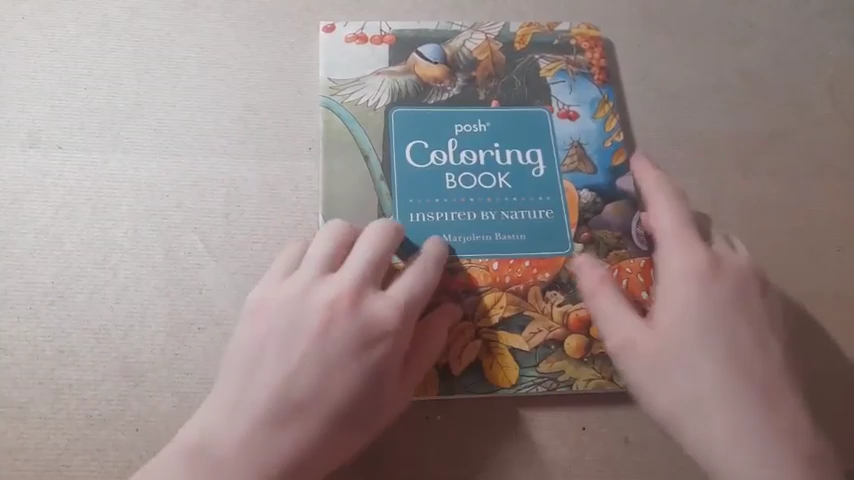 posh®
Coloring
BOOK
INSPIRED BY NATURE
Marjolein Bastin